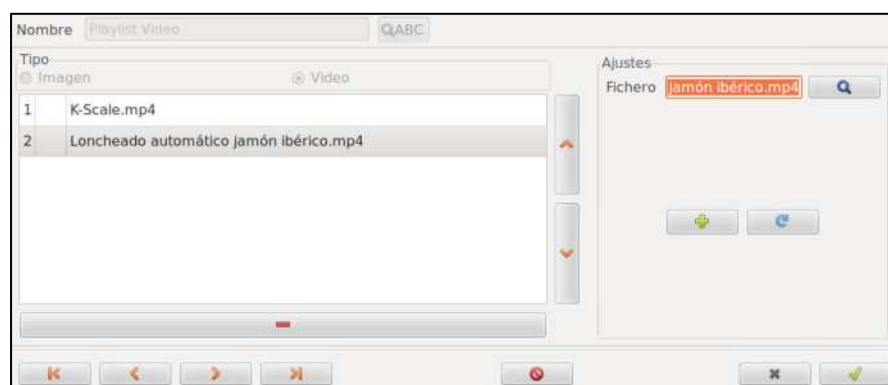 Nombre Playlist Video ABC
Tipo
Imagen Video
1 K-Scale.mp4
2 Loncheado automático jamón ibérico.mp4
Ajustes
Fichero jamón ibérico.mp4